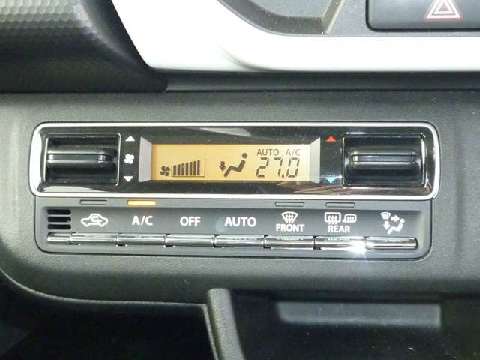 AUTO A/C
27.0
A/C OFF AUTO FRONT REAR